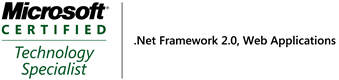 Microsoft®
CERTIFIED
Technology
Specialist
.Net Framework 2.0, Web Applications